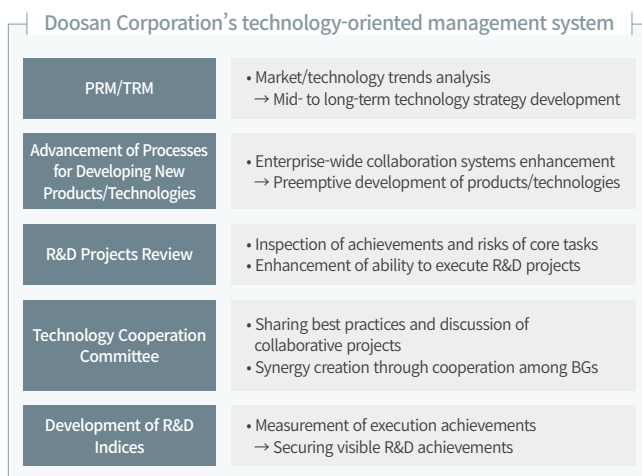 Doosan Corporation’s technology-oriented management system
PRM/TRM
• Market/technology trends analysis
→ Mid- to long-term technology strategy development
Advancement of Processes
for Developing New
Products/Technologies
• Enterprise-wide collaboration systems enhancement
→ Preemptive development of products/technologies
R&D Projects Review
• Inspection of achievements and risks of core tasks
• Enhancement of ability to execute R&D projects
Technology Cooperation
Committee
• Sharing best practices and discussion of
collaborative projects
• Synergy creation through cooperation among BGs
Development of R&D
Indices
• Measurement of execution achievements
→ Securing visible R&D achievements